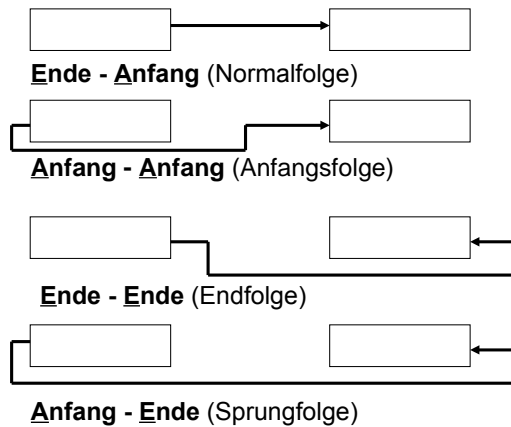 Ende - Anfang (Normalfolge)
Anfang - Anfang (Anfangsfolge)
Ende - Ende (Endfolge)
Anfang - Ende (Sprungfolge)